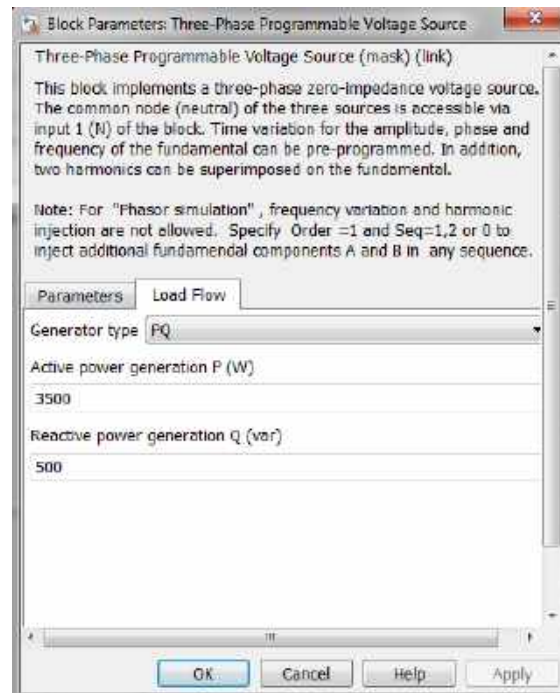 Block Parameters: Three-Phase Programmable Voltage Source
Three-Phase Programmable Voltage Source (mask) (link)
This block implements a three-phase zero-impedance voltage source.
The common node (neutral) of the three sources is accessible via
input 1 (N) of the block. Time variation for the amplitude, phase and
frequency of the fundamental can be pre-programmed. In addition,
two harmonics can be superimposed on the fundamental.
Note: For "Phasor simulation" , frequency variation and harmonic
injection are not allowed. Specify Order =1 and Seq=1,2 or 0 to
inject additional fundamendal components A and B in any sequence.
Parameters Load Flow
Generator type PQ
Active power generation P (W)
3500
Reactive power generation Q (var)
500
OK Cancel Help Apply